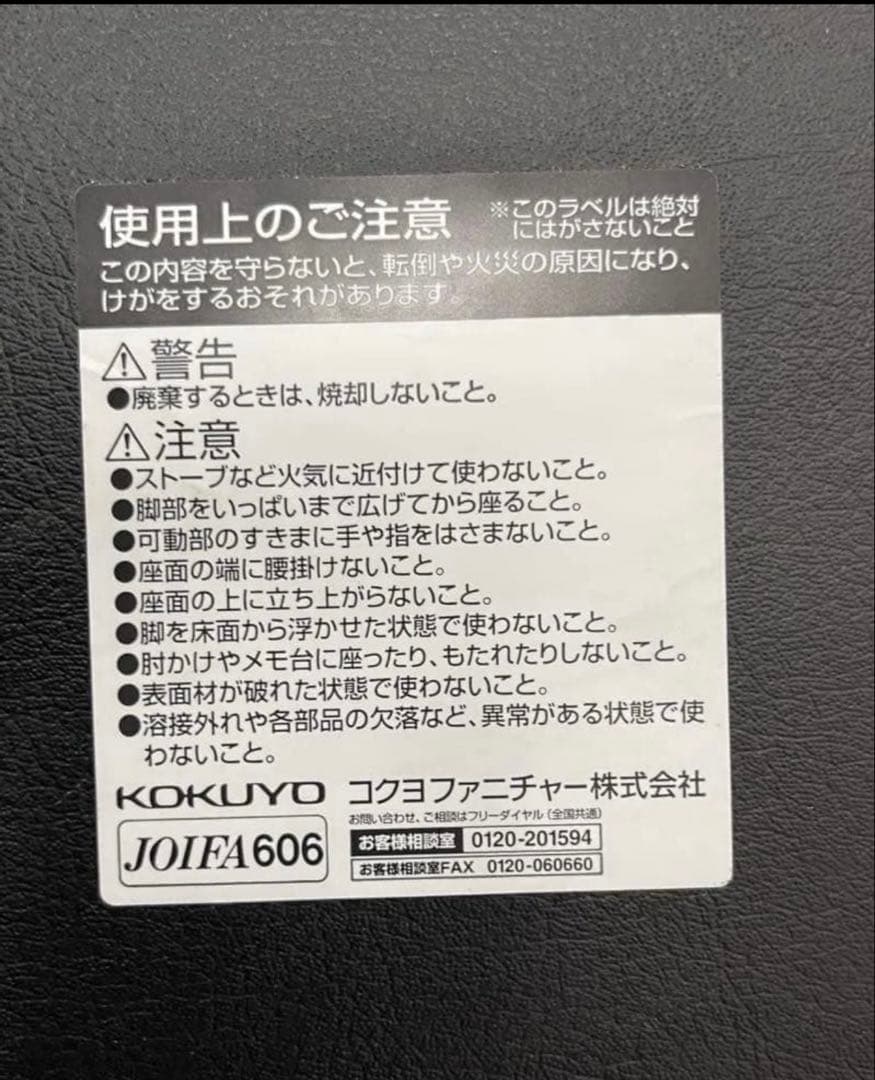 使用上のご注意
※このラベルは絶対
にはがさないこと
この内容を守らないと、転倒や火災の原因になり、
けがをするおそれがあります。
⚠警告
●廃棄するときは、焼却しないこと。
⚠注意
●ストーブなど火気に近付けて使わないこと。
●脚部をいっぱいまで広げてから座ること。
●可動部のすきまに手や指をはさまないこと。
●座面の端に腰掛けないこと。
●座面の上に立ち上がらないこと。
●脚を床面から浮かせた状態で使わないこと。
●肘かけやメモ台に座ったり、もたれたりしないこと。
●表面材が破れた状態で使わないこと。
●溶接外れや各部品の欠落など、異常がある状態で使
わないこと。
KOKUYO コクヨファニチャー株式会社
お問い合わせ、ご相談はフリーダイヤル(全国共通)
JOIFA606
お客様相談室 0120-201594
お客様相談室FAX 0120-060660